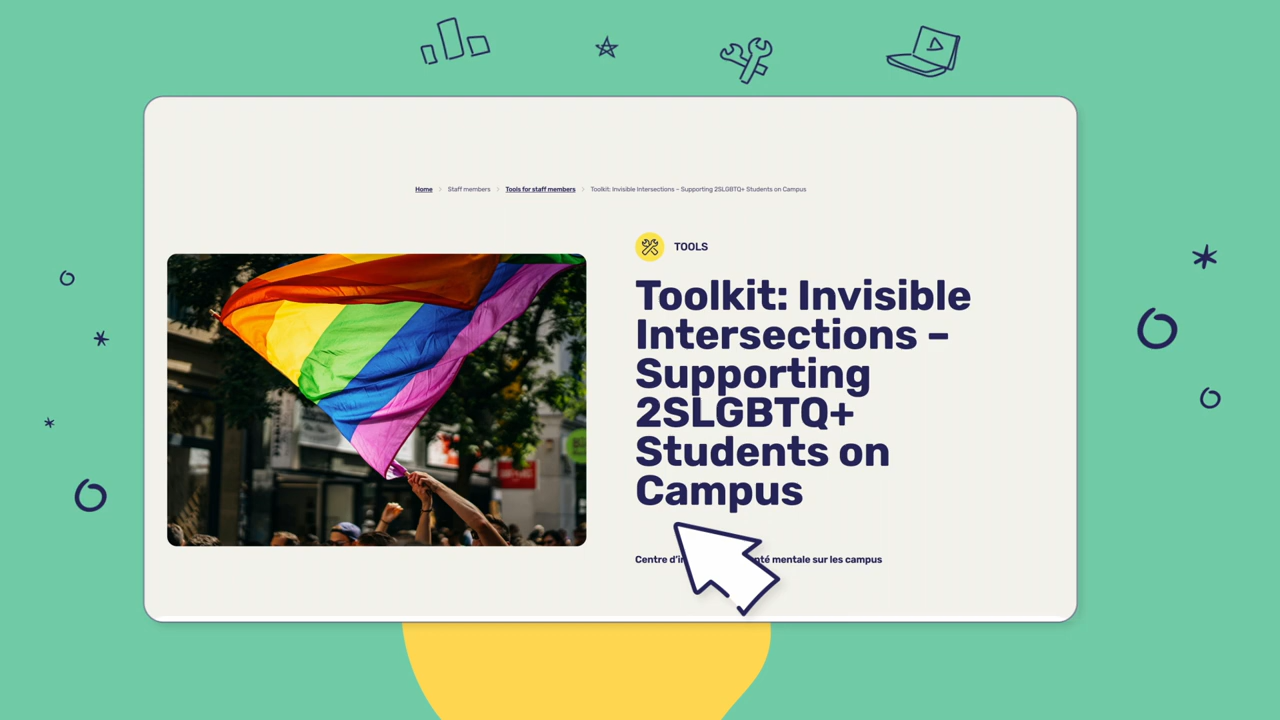 Home > Staff members > Tools for staff members > Toolkit: Invisible Intersections – Supporting 2SLGBTQ+ Students on Campus
TOOLS
Toolkit: Invisible
Intersections –
Supporting
2SLGBTQ+
Students on
Campus
Centre d'i nté mentale sur les campus